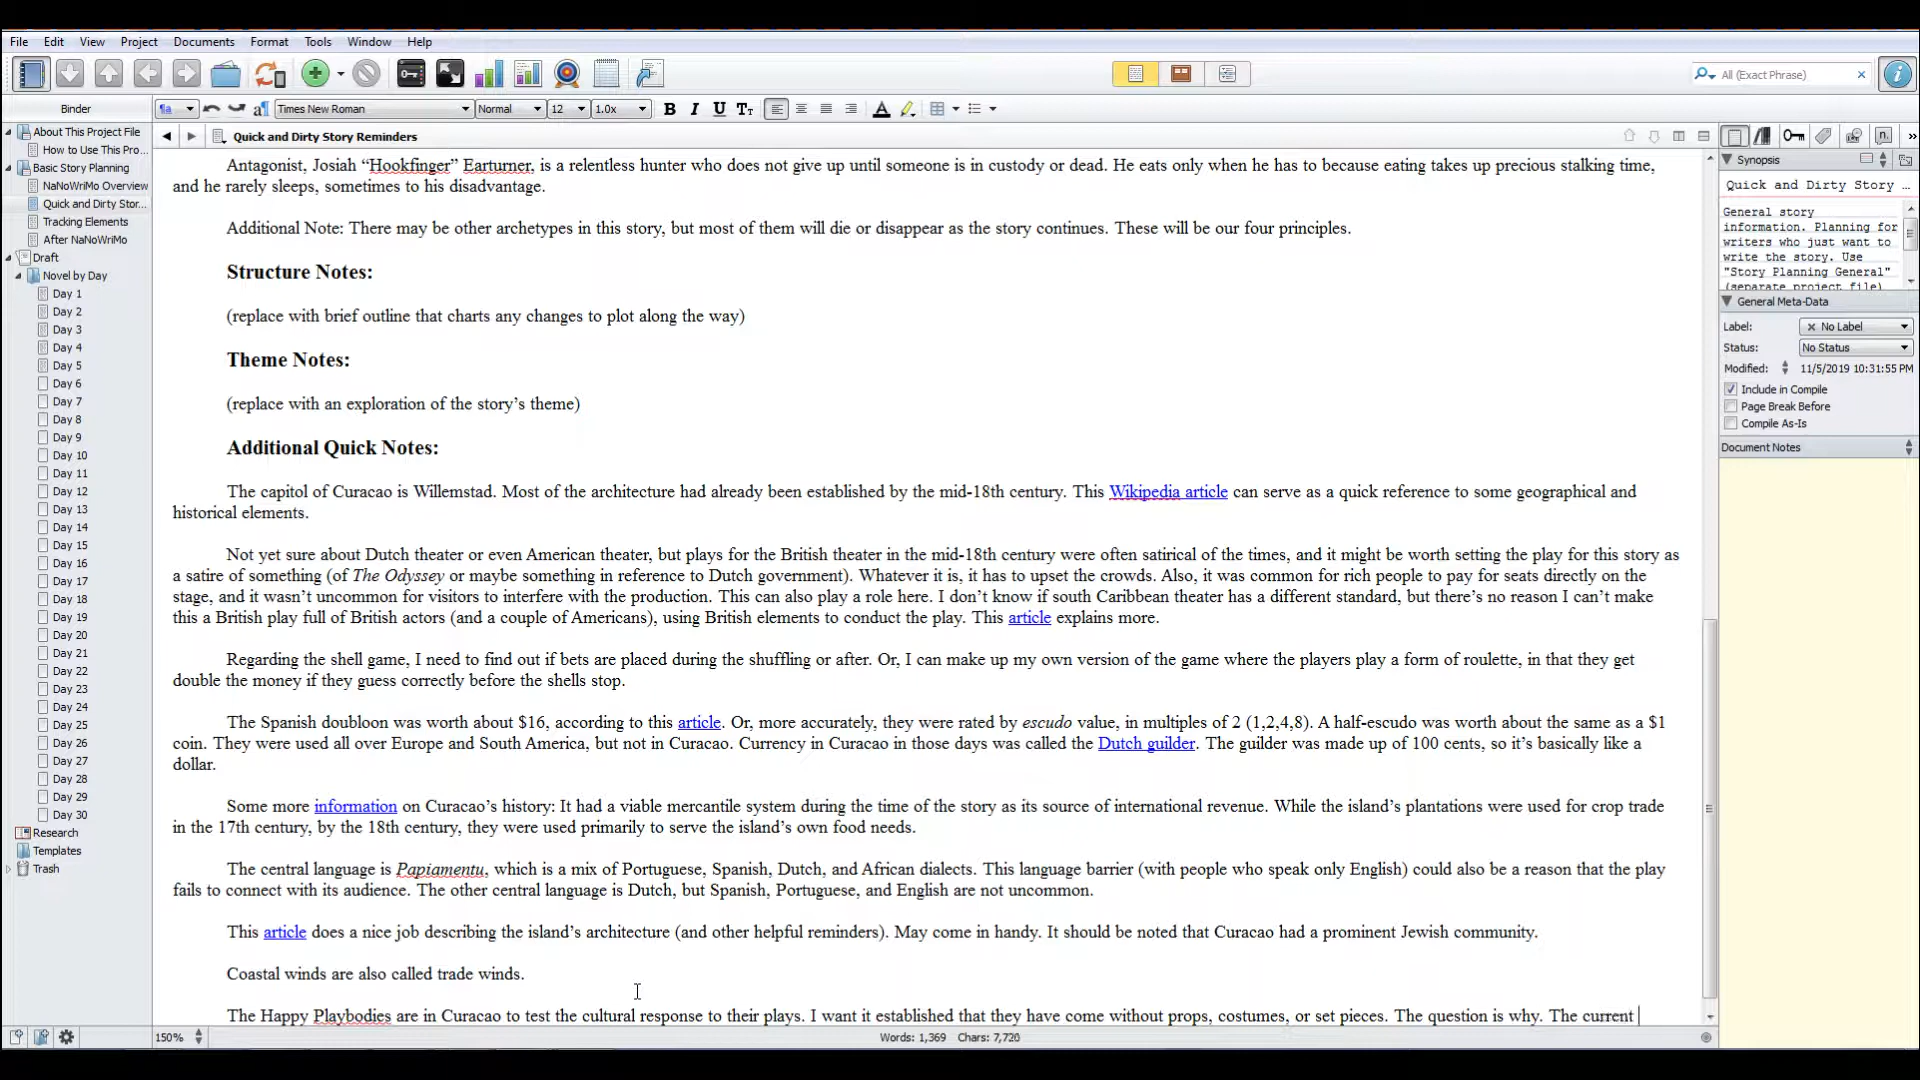 File Edit View Project Documents Format Tools Window Help
All (Exact Phrase)
Binder
Times New Roman Normal 12 1.0x B I U
About This Project File
How to Use This Pro...
Basic Story Planning
NaNoWriMo Overview
Quick and Dirty Stor...
Tracking Elements
After NaNoWriMo
Draft
Novel by Day
Day 1
Day 2
Day 3
Day 4
Day 5
Day 6
Day 7
Day 8
Day 9
Day 10
Day 11
Day 12
Day 13
Day 14
Day 15
Day 16
Day 17
Day 18
Day 19
Day 20
Day 21
Day 22
Day 23
Day 24
Day 25
Day 26
Day 27
Day 28
Day 29
Day 30
Research
Templates
Trash
Quick and Dirty Story Reminders
Antagonist, Josiah “Hookfinger” Earturner, is a relentless hunter who does not give up until someone is in custody or dead. He eats only when he has to because eating takes up precious stalking time,
and he rarely sleeps, sometimes to his disadvantage.
Additional Note: There may be other archetypes in this story, but most of them will die or disappear as the story continues. These will be our four principles.
Structure Notes:
(replace with brief outline that charts any changes to plot along the way)
Theme Notes:
(replace with an exploration of the story’s theme)
Additional Quick Notes:
The capitol of Curacao is Willemstad. Most of the architecture had already been established by the mid-18th century. This Wikipedia article can serve as a quick reference to some geographical and
historical elements.
Not yet sure about Dutch theater or even American theater, but plays for the British theater in the mid-18th century were often satirical of the times, and it might be worth setting the play for this story as
a satire of something (of The Odyssey or maybe something in reference to Dutch government). Whatever it is, it has to upset the crowds. Also, it was common for rich people to pay for seats directly on the
stage, and it wasn’t uncommon for visitors to interfere with the production. This can also play a role here. I don’t know if south Caribbean theater has a different standard, but there’s no reason I can’t make
this a British play full of British actors (and a couple of Americans), using British elements to conduct the play. This article explains more.
Regarding the shell game, I need to find out if bets are placed during the shuffling or after. Or, I can make up my own version of the game where the players play a form of roulette, in that they get
double the money if they guess correctly before the shells stop.
The Spanish doubloon was worth about $16, according to this article. Or, more accurately, they were rated by escudo value, in multiples of 2 (1,2,4,8). A half-escudo was worth about the same as a $1
coin. They were used all over Europe and South America, but not in Curacao. Currency in Curacao in those days was called the Dutch guilder. The guilder was made up of 100 cents, so it’s basically like a
dollar.
Some more information on Curacao’s history: It had a viable mercantile system during the time of the story as its source of international revenue. While the island’s plantations were used for crop trade
in the 17th century, by the 18th century, they were used primarily to serve the island’s own food needs.
The central language is Papiamentu, which is a mix of Portuguese, Spanish, Dutch, and African dialects. This language barrier (with people who speak only English) could also be a reason that the play
fails to connect with its audience. The other central language is Dutch, but Spanish, Portuguese, and English are not uncommon.
This article does a nice job describing the island’s architecture (and other helpful reminders). May come in handy. It should be noted that Curacao had a prominent Jewish community.
Coastal winds are also called trade winds.
The Happy Playbodies are in Curacao to test the cultural response to their plays. I want it established that they have come without props, costumes, or set pieces. The question is why. The current
150%
Words: 1,369 Chars: 7,720
Synopsis
Quick and Dirty Story ...
General story
information. Planning for
writers who just want to
write the story. Use
"Story Planning General"
(separate project file)
General Meta-Data
Label: No Label
Status: No Status
Modified: 11/5/2019 10:31:55 PM
Include in Compile
Page Break Before
Compile As-Is
Document Notes